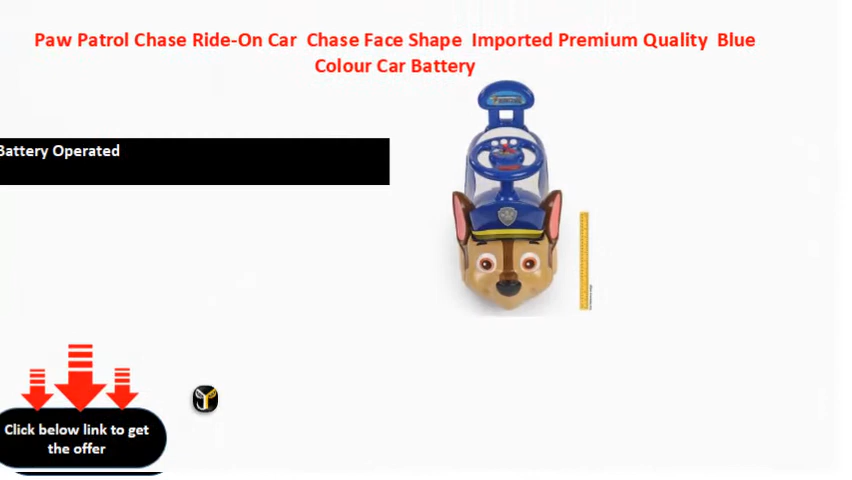 Paw Patrol Chase Ride-On Car  Chase Face Shape  Imported Premium Quality  Blue
Colour Car Battery
Battery Operated
Click below link to get
the offer